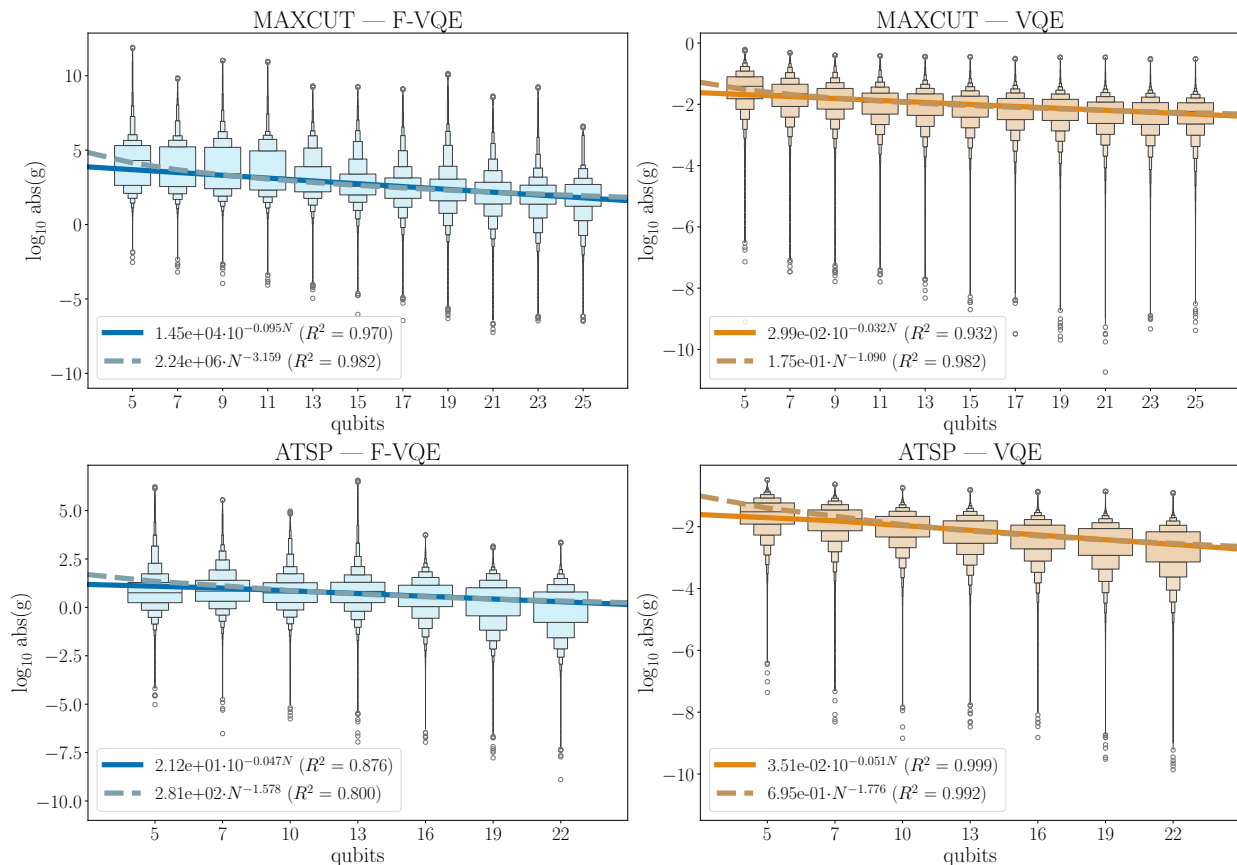 MAXCUT — F-VQE
log₁₀ abs(g)
10
5
0
−5
−10
1.45e+04·10^{−0.095N} (R² = 0.970)
2.24e+06·N^{−3.159} (R² = 0.982)
5 7 9 11 13 15 17 19 21 23 25
qubits
MAXCUT — VQE
log₁₀ abs(g)
0
−2
−4
−6
−8
−10
2.99e-02·10^{−0.032N} (R² = 0.932)
1.75e-01·N^{−1.090} (R² = 0.982)
5 7 9 11 13 15 17 19 21 23 25
qubits
ATSP — F-VQE
log₁₀ abs(g)
5.0
2.5
0.0
−2.5
−5.0
−7.5
−10.0
2.12e+01·10^{−0.047N} (R² = 0.876)
2.81e+02·N^{−1.578} (R² = 0.800)
5 7 10 13 16 19 22
qubits
ATSP — VQE
log₁₀ abs(g)
−2
−4
−6
−8
−10
3.51e-02·10^{−0.051N} (R² = 0.999)
6.95e-01·N^{−1.776} (R² = 0.992)
5 7 10 13 16 19 22
qubits